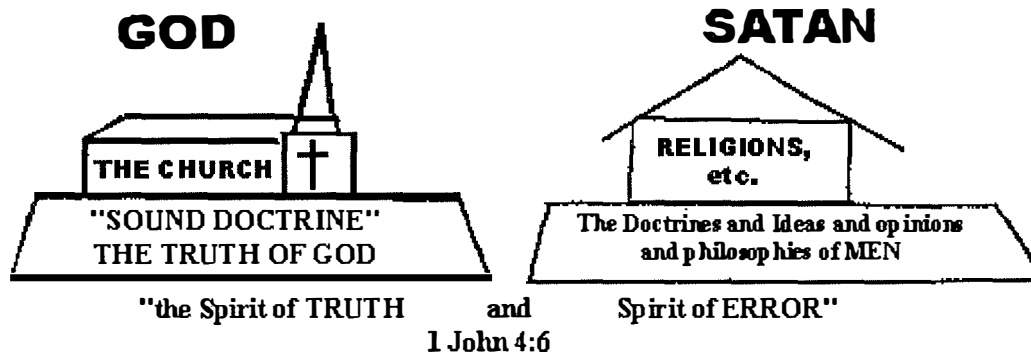 GOD
THE CHURCH
"SOUND DOCTRINE"
THE TRUTH OF GOD
SATAN
RELIGIONS,
etc.
The Doctrines and Ideas and opinions
and philosophies of MEN
"the Spirit of TRUTH and Spirit of ERROR"
1 John 4:6